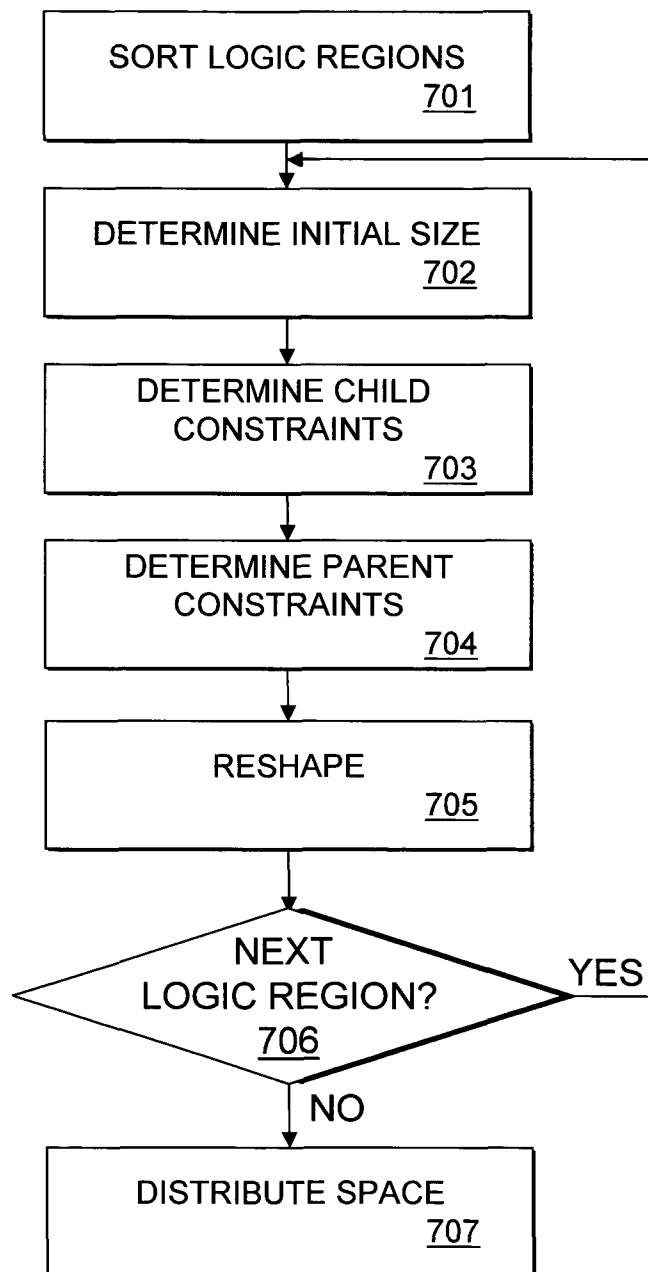 SORT LOGIC REGIONS
701
DETERMINE INITIAL SIZE
702
DETERMINE CHILD
CONSTRAINTS
703
DETERMINE PARENT
CONSTRAINTS
704
RESHAPE
705
NEXT
LOGIC REGION?
706
YES
NO
DISTRIBUTE SPACE
707